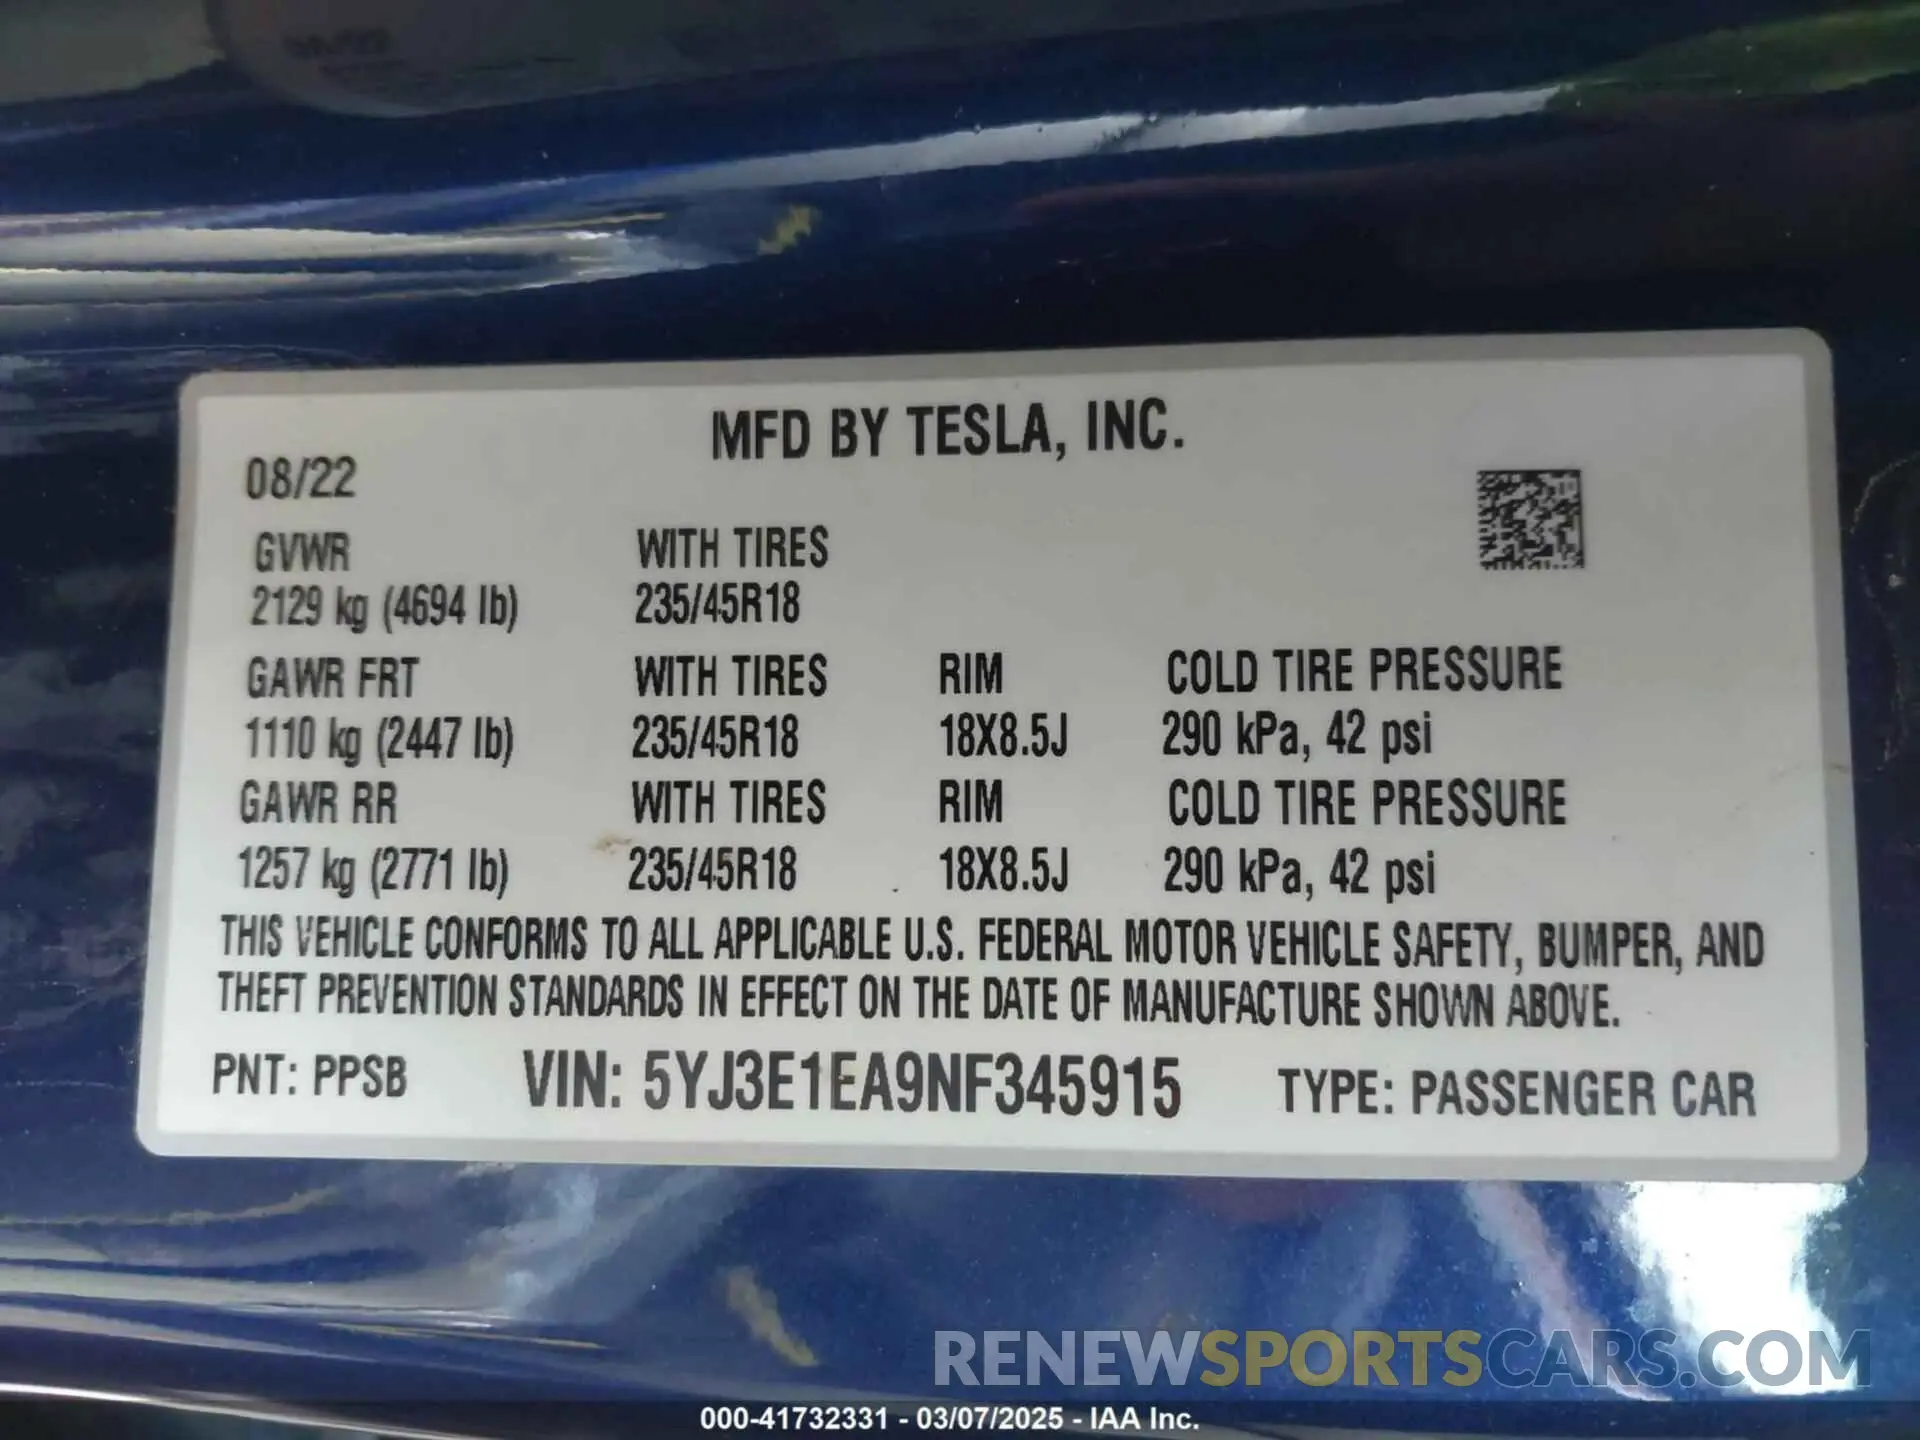 MFD BY TESLA, INC.
08/22
GVWR WITH TIRES
2129 kg (4694 lb) 235/45R18
GAWR FRT WITH TIRES RIM COLD TIRE PRESSURE
1110 kg (2447 lb) 235/45R18 18X8.5J 290 kPa, 42 psi
GAWR RR WITH TIRES RIM COLD TIRE PRESSURE
1257 kg (2771 lb) 235/45R18 18X8.5J 290 kPa, 42 psi
THIS VEHICLE CONFORMS TO ALL APPLICABLE U.S. FEDERAL MOTOR VEHICLE SAFETY, BUMPER, AND
THEFT PREVENTION STANDARDS IN EFFECT ON THE DATE OF MANUFACTURE SHOWN ABOVE.
PNT: PPSB VIN: 5YJ3E1EA9NF345915 TYPE: PASSENGER CAR
RENEWSPORTSCARS.COM
000-41732331 - 03/07/2025 - IAA Inc.